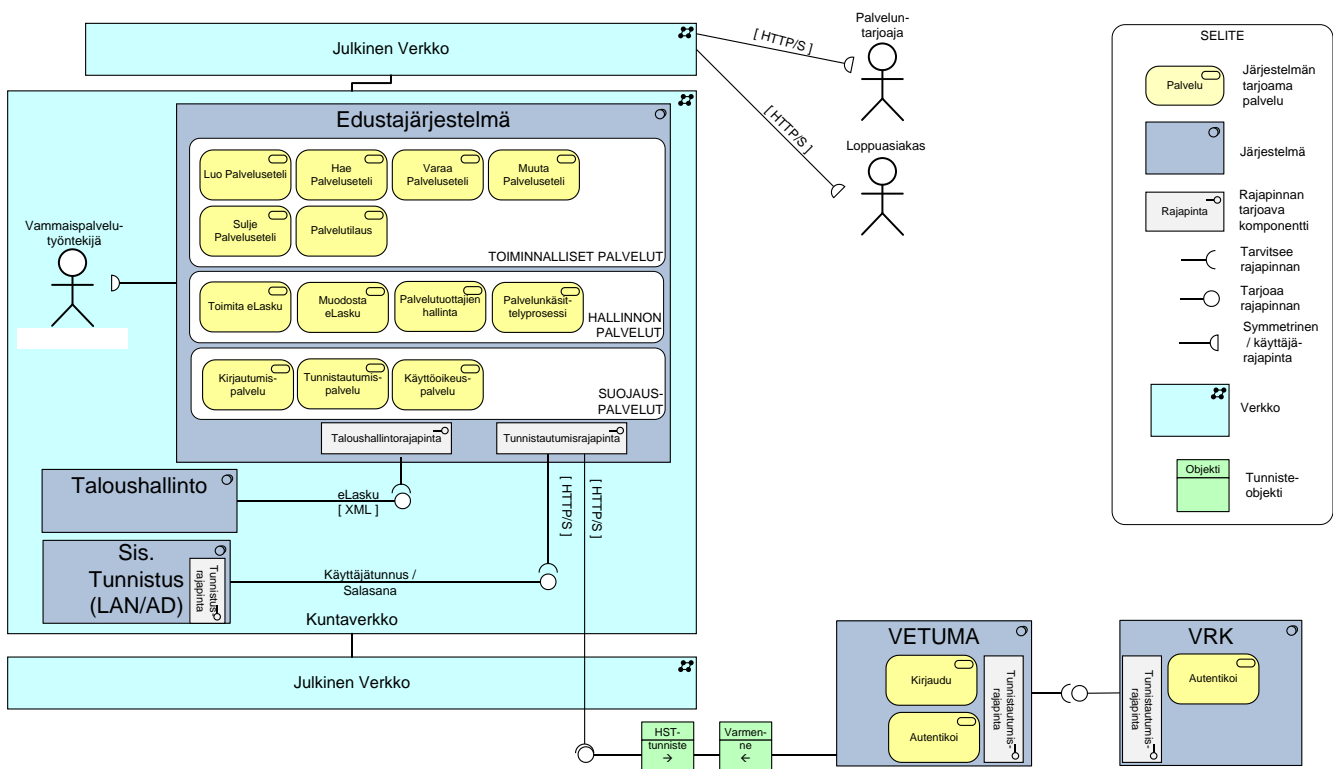 Julkinen Verkko
[ HTTP/S ]
Palvelun-
tarjoaja
[ HTTP/S ]
Loppuasiakas
Edustajärjestelmä
Luo Palveluseteli
Hae
Palveluseteli
Varaa
Palveluseteli
Muuta
Palveluseteli
Sulje
Palveluseteli
Palvelutilaus
TOIMINNALLISET PALVELUT
Vammaispalvelu-
työntekijä
Toimita eLasku
Muodosta
eLasku
Palvelutuottajien
hallinta
Palvelunkäsit-
telyprosessi
HALLINNON
PALVELUT
Kirjautumis-
palvelu
Tunnistautumis-
palvelu
Käyttöoikeus-
palvelu
SUOJAUS-
PALVELUT
Taloushallintorajapinta
Tunnistautumisrajapinta
Taloushallinto
eLasku
[ XML ]
[ HTTP/S ]
[ HTTP/S ]
Sis.
Tunnistus
(LAN/AD)
Tunnistus-
rajapinta
Käyttäjätunnus /
Salasana
Kuntaverkko
Julkinen Verkko
HST-
tunniste
→
Varmen-
ne
←
VETUMA
Kirjaudu
Autentikoi
Tunnistautumis-
rajapinta
VRK
Tunnistautumis-
rajapinta
Autentikoi
SELITE
Palvelu
Järjestelmän
tarjoama
palvelu
Järjestelmä
Rajapinta
Rajapinnan
tarjoava
komponentti
Tarvitsee
rajapinnan
Tarjoaa
rajapinnan
Symmetrinen
/ käyttäjä-
rajapinta
Verkko
Objekti
Tunniste-
objekti